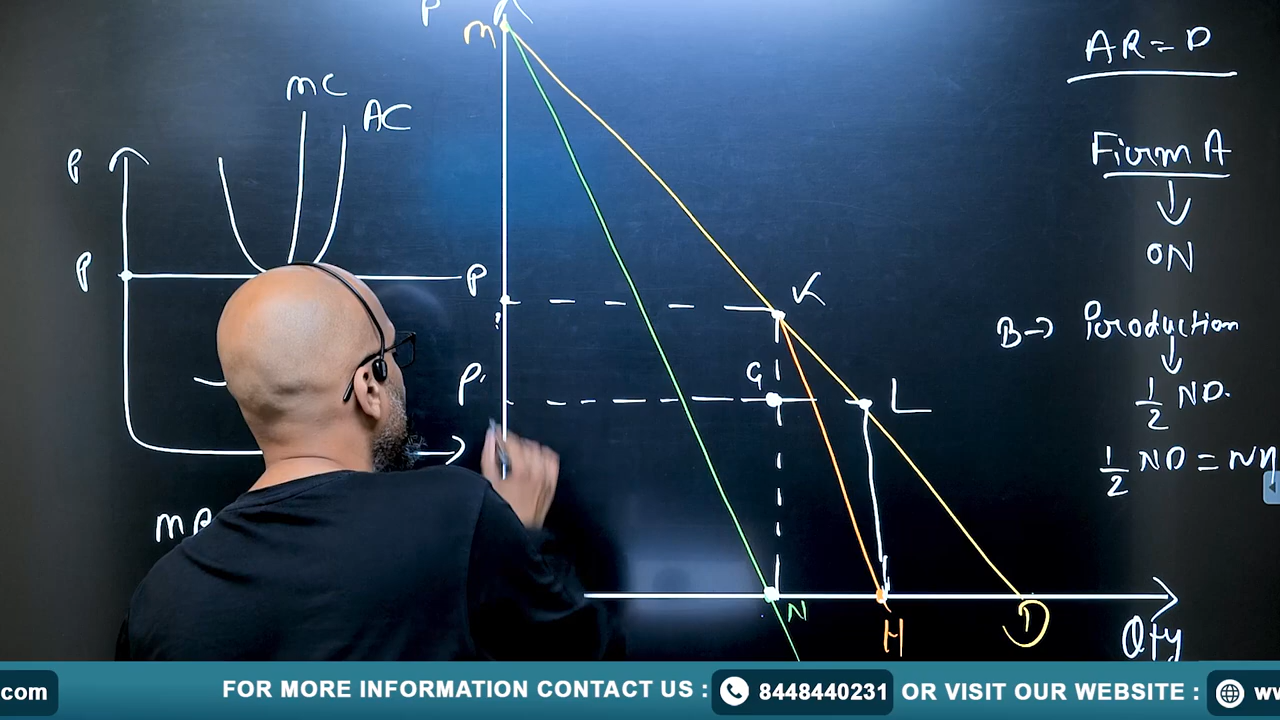 P
M
AR = D
MC
AC
P
P
P
K
Firm A
ON
B → Production
1/2 ND.
1/2 ND = NH
P'
G
L
N
H
D
Qty
.com
FOR MORE INFORMATION CONTACT US :
8448440231
OR VISIT OUR WEBSITE :